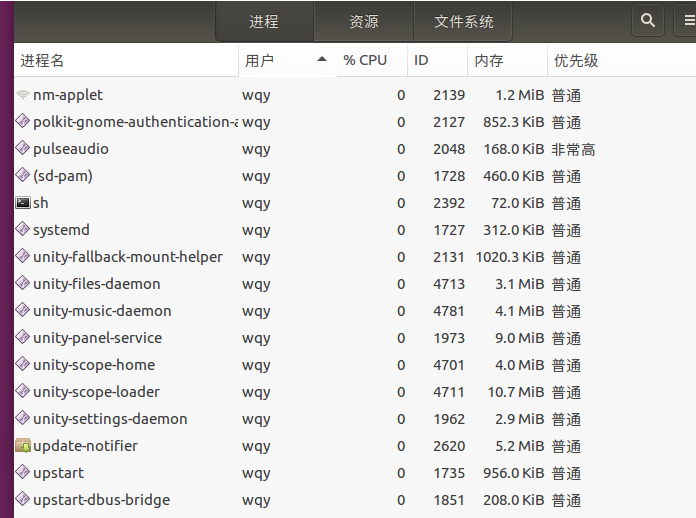 进程 资源 文件系统
进程名 用户 % CPU ID 内存 优先级
nm-applet wqy 0 2139 1.2 MiB 普通
polkit-gnome-authentication-a wqy 0 2127 852.3 KiB 普通
pulseaudio wqy 0 2048 168.0 KiB 非常高
(sd-pam) wqy 0 1728 460.0 KiB 普通
sh wqy 0 2392 72.0 KiB 普通
systemd wqy 0 1727 312.0 KiB 普通
unity-fallback-mount-helper wqy 0 2131 1020.3 KiB 普通
unity-files-daemon wqy 0 4713 3.1 MiB 普通
unity-music-daemon wqy 0 4781 4.1 MiB 普通
unity-panel-service wqy 0 1973 9.0 MiB 普通
unity-scope-home wqy 0 4701 4.0 MiB 普通
unity-scope-loader wqy 0 4711 10.7 MiB 普通
unity-settings-daemon wqy 0 1962 2.9 MiB 普通
update-notifier wqy 0 2620 5.2 MiB 普通
upstart wqy 0 1735 956.0 KiB 普通
upstart-dbus-bridge wqy 0 1851 208.0 KiB 普通